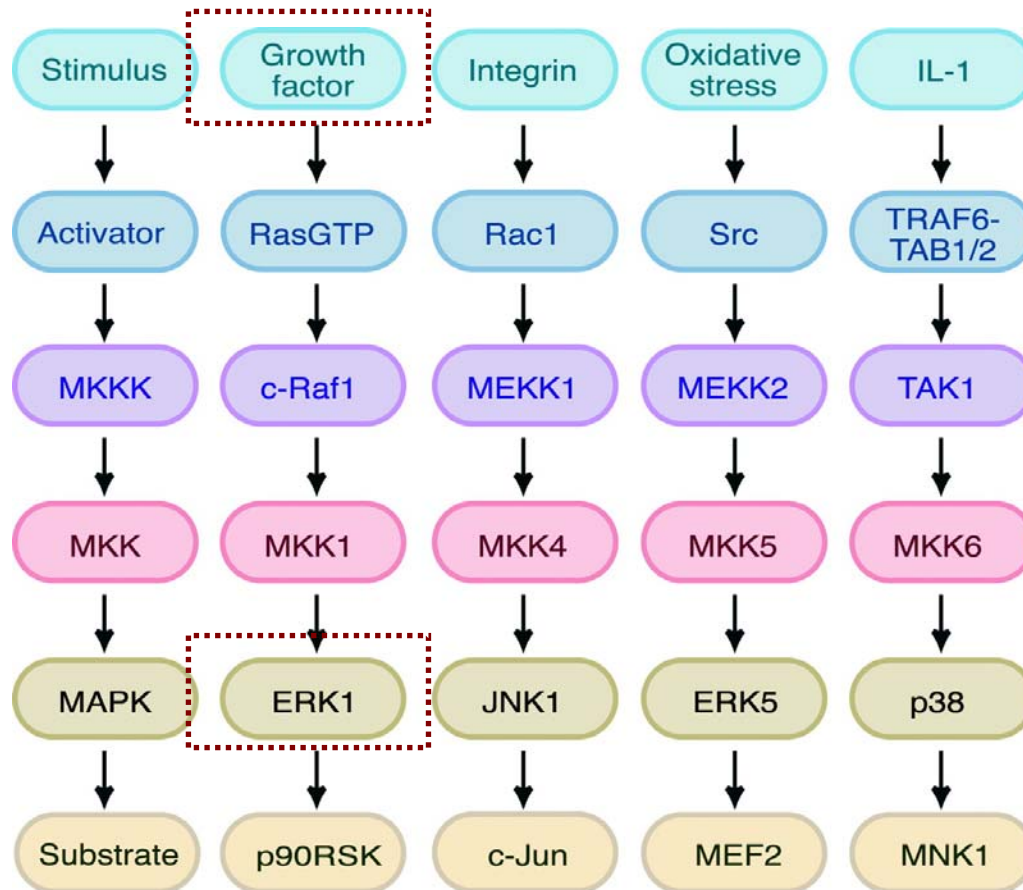 Stimulus
Growth
factor
Integrin
Oxidative
stress
IL-1
Activator
RasGTP
Rac1
Src
TRAF6-
TAB1/2
MKKK
c-Raf1
MEKK1
MEKK2
TAK1
MKK
MKK1
MKK4
MKK5
MKK6
MAPK
ERK1
JNK1
ERK5
p38
Substrate
p90RSK
c-Jun
MEF2
MNK1